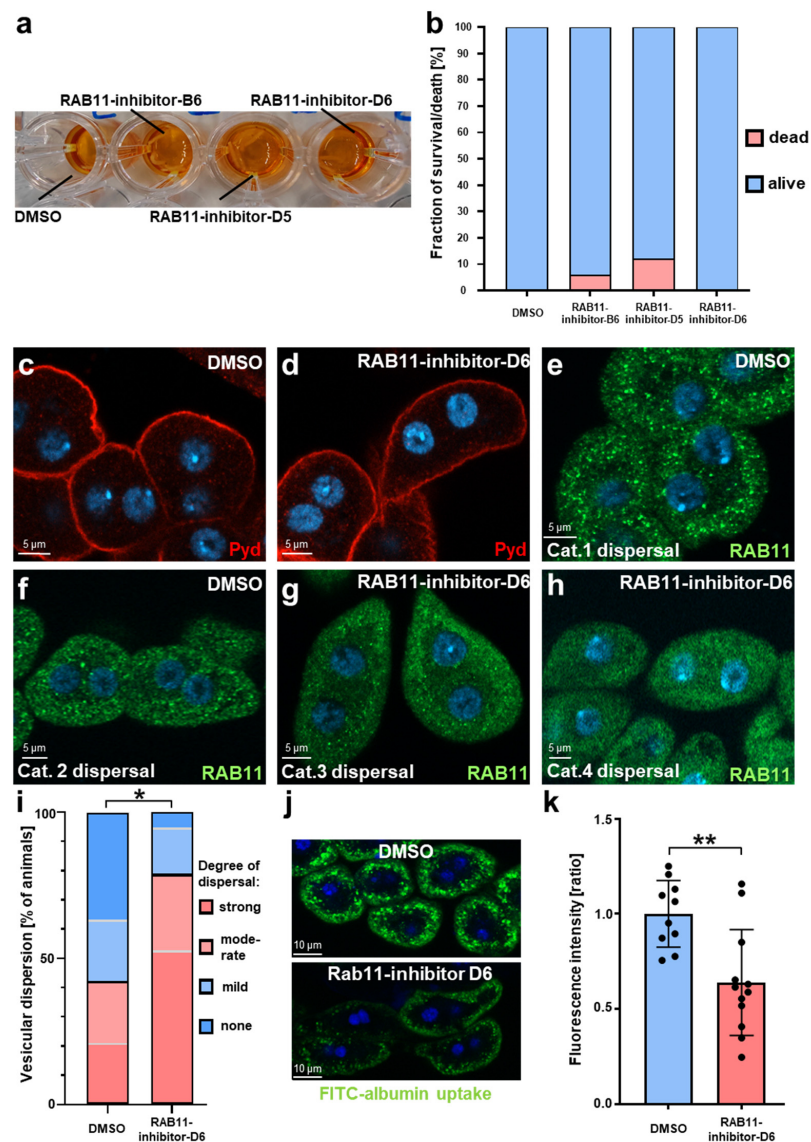 a
RAB11-inhibitor-B6
RAB11-inhibitor-D6
DMSO
RAB11-inhibitor-D5
b
Fraction of survival/death [%]
100
90
80
70
60
50
40
30
20
10
0
DMSO
RAB11-
inhibitor-B6
RAB11-
inhibitor-D5
RAB11-
inhibitor-D6
dead
alive
c
DMSO
5 µm
Pyd
d
RAB11-inhibitor-D6
5 µm
Pyd
e
DMSO
5 µm
Cat.1 dispersal
RAB11
f
DMSO
5 µm
Cat. 2 dispersal
RAB11
g
RAB11-inhibitor-D6
5 µm
Cat.3 dispersal
RAB11
h
RAB11-inhibitor-D6
5 µm
Cat.4 dispersal
RAB11
i
Vesicular dispersion [% of animals]
100
50
0
*
DMSO
RAB11-
inhibitor-D6
Degree of
dispersal:
strong
mode-
rate
mild
none
j
DMSO
10 µm
Rab11-inhibitor D6
10 µm
FITC-albumin uptake
k
Fluorescence intensity [ratio]
1.5
1.0
0.5
0.0
**
DMSO
RAB11-
inhibitor-D6